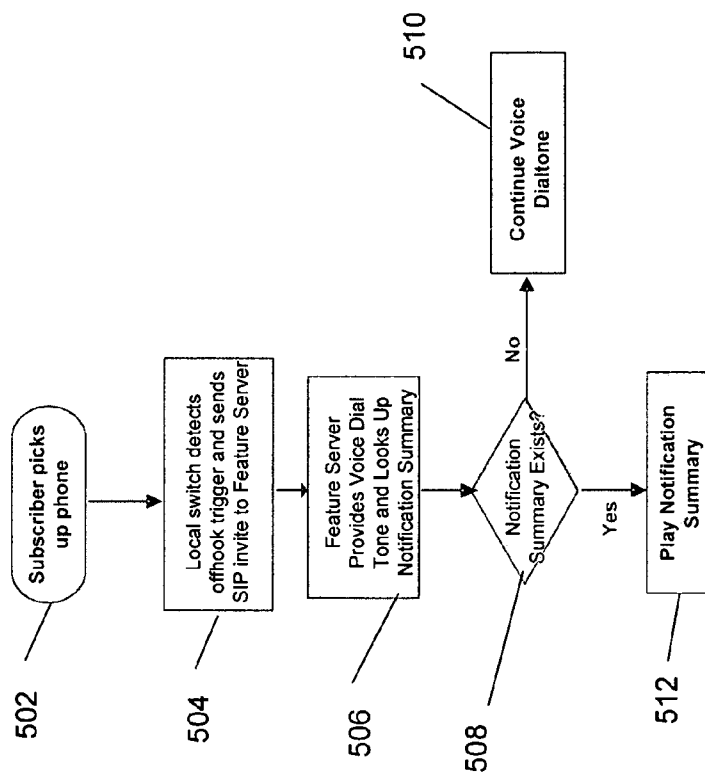 502
Subscriber picks
up phone
504
Local switch detects
offhook trigger and sends
SIP invite to Feature Server
506
Feature Server
Provides Voice Dial
Tone and Looks Up
Notification Summary
508
Notification
Summary Exists?
No
510
Continue Voice
Dialtone
Yes
512
Play Notification
Summary